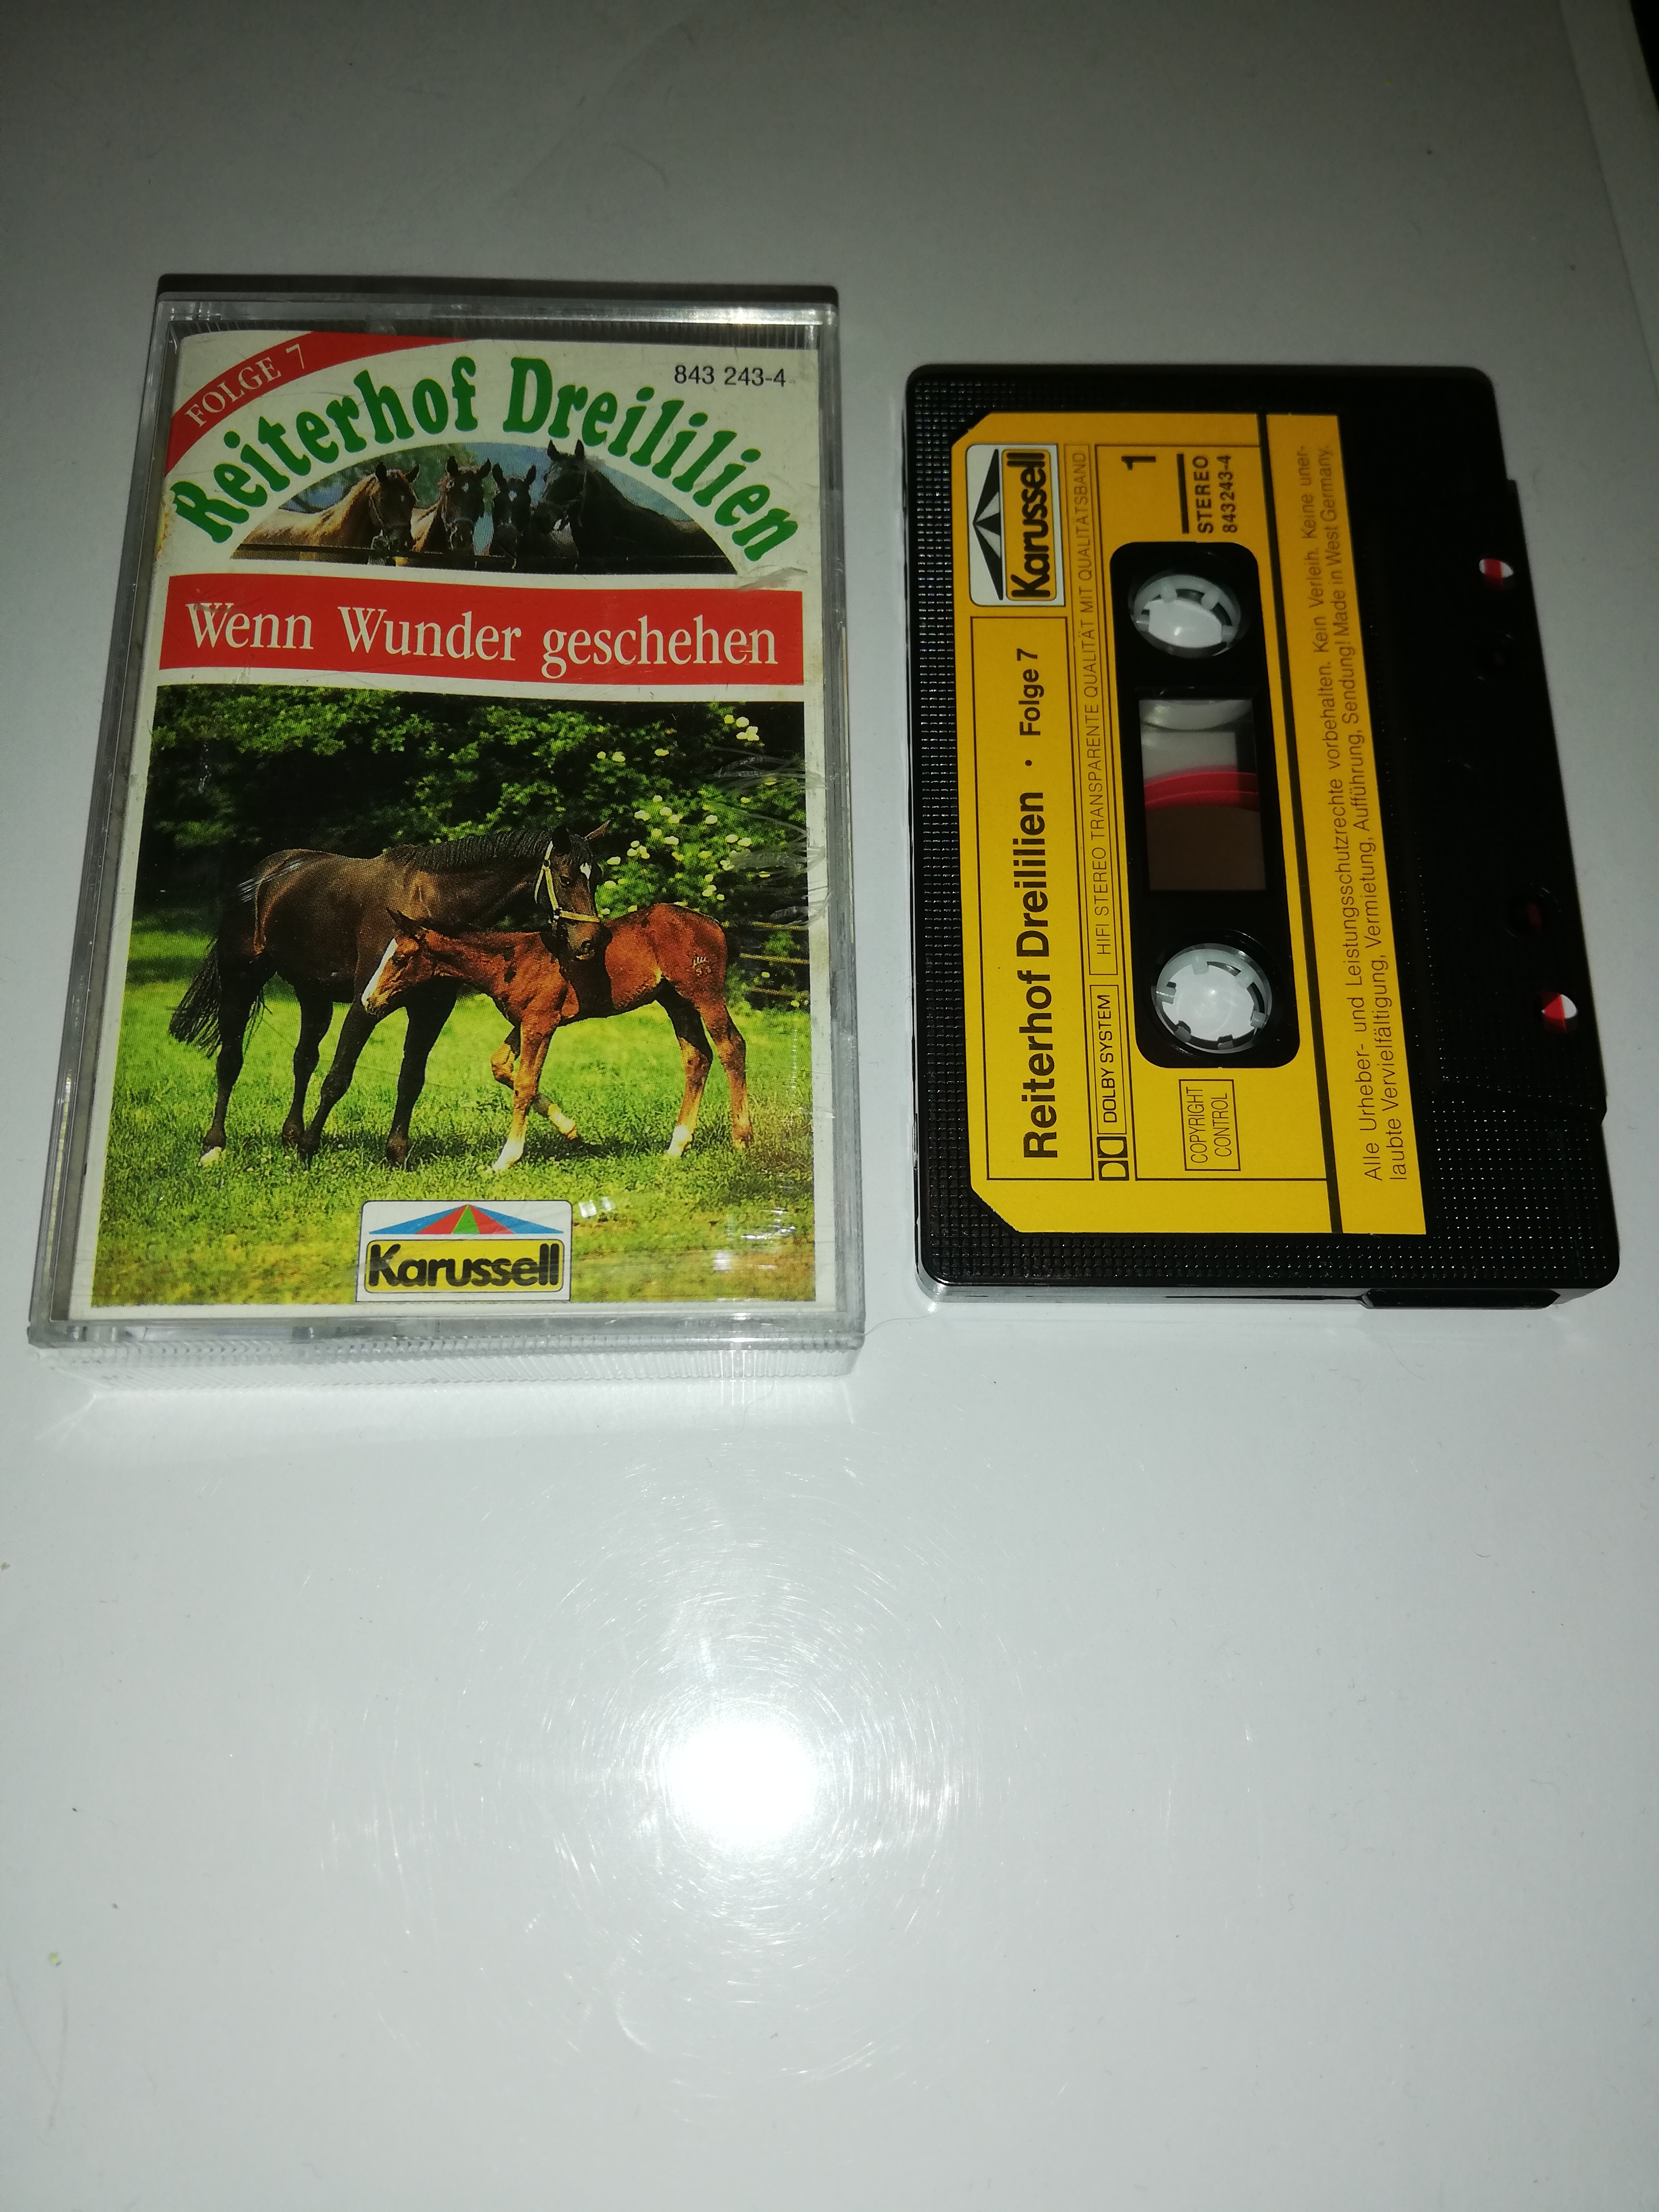 FOLGE 7
843 243-4
Reiterhof Dreililien
Wenn Wunder geschehen
Karussell
Karussell
Reiterhof Dreililien · Folge 7
DOLBY SYSTEM
HIFI STEREO TRANSPARENTE QUALITÄT MIT QUALITÄTSBAND
1
STEREO
843243-4
COPYRIGHT
CONTROL
Alle Urheber- und Leistungsschutzrechte vorbehalten. Kein Verleih. Keine uner-
laubte Vervielfältigung, Vermietung, Aufführung, Sendung! Made in West Germany.